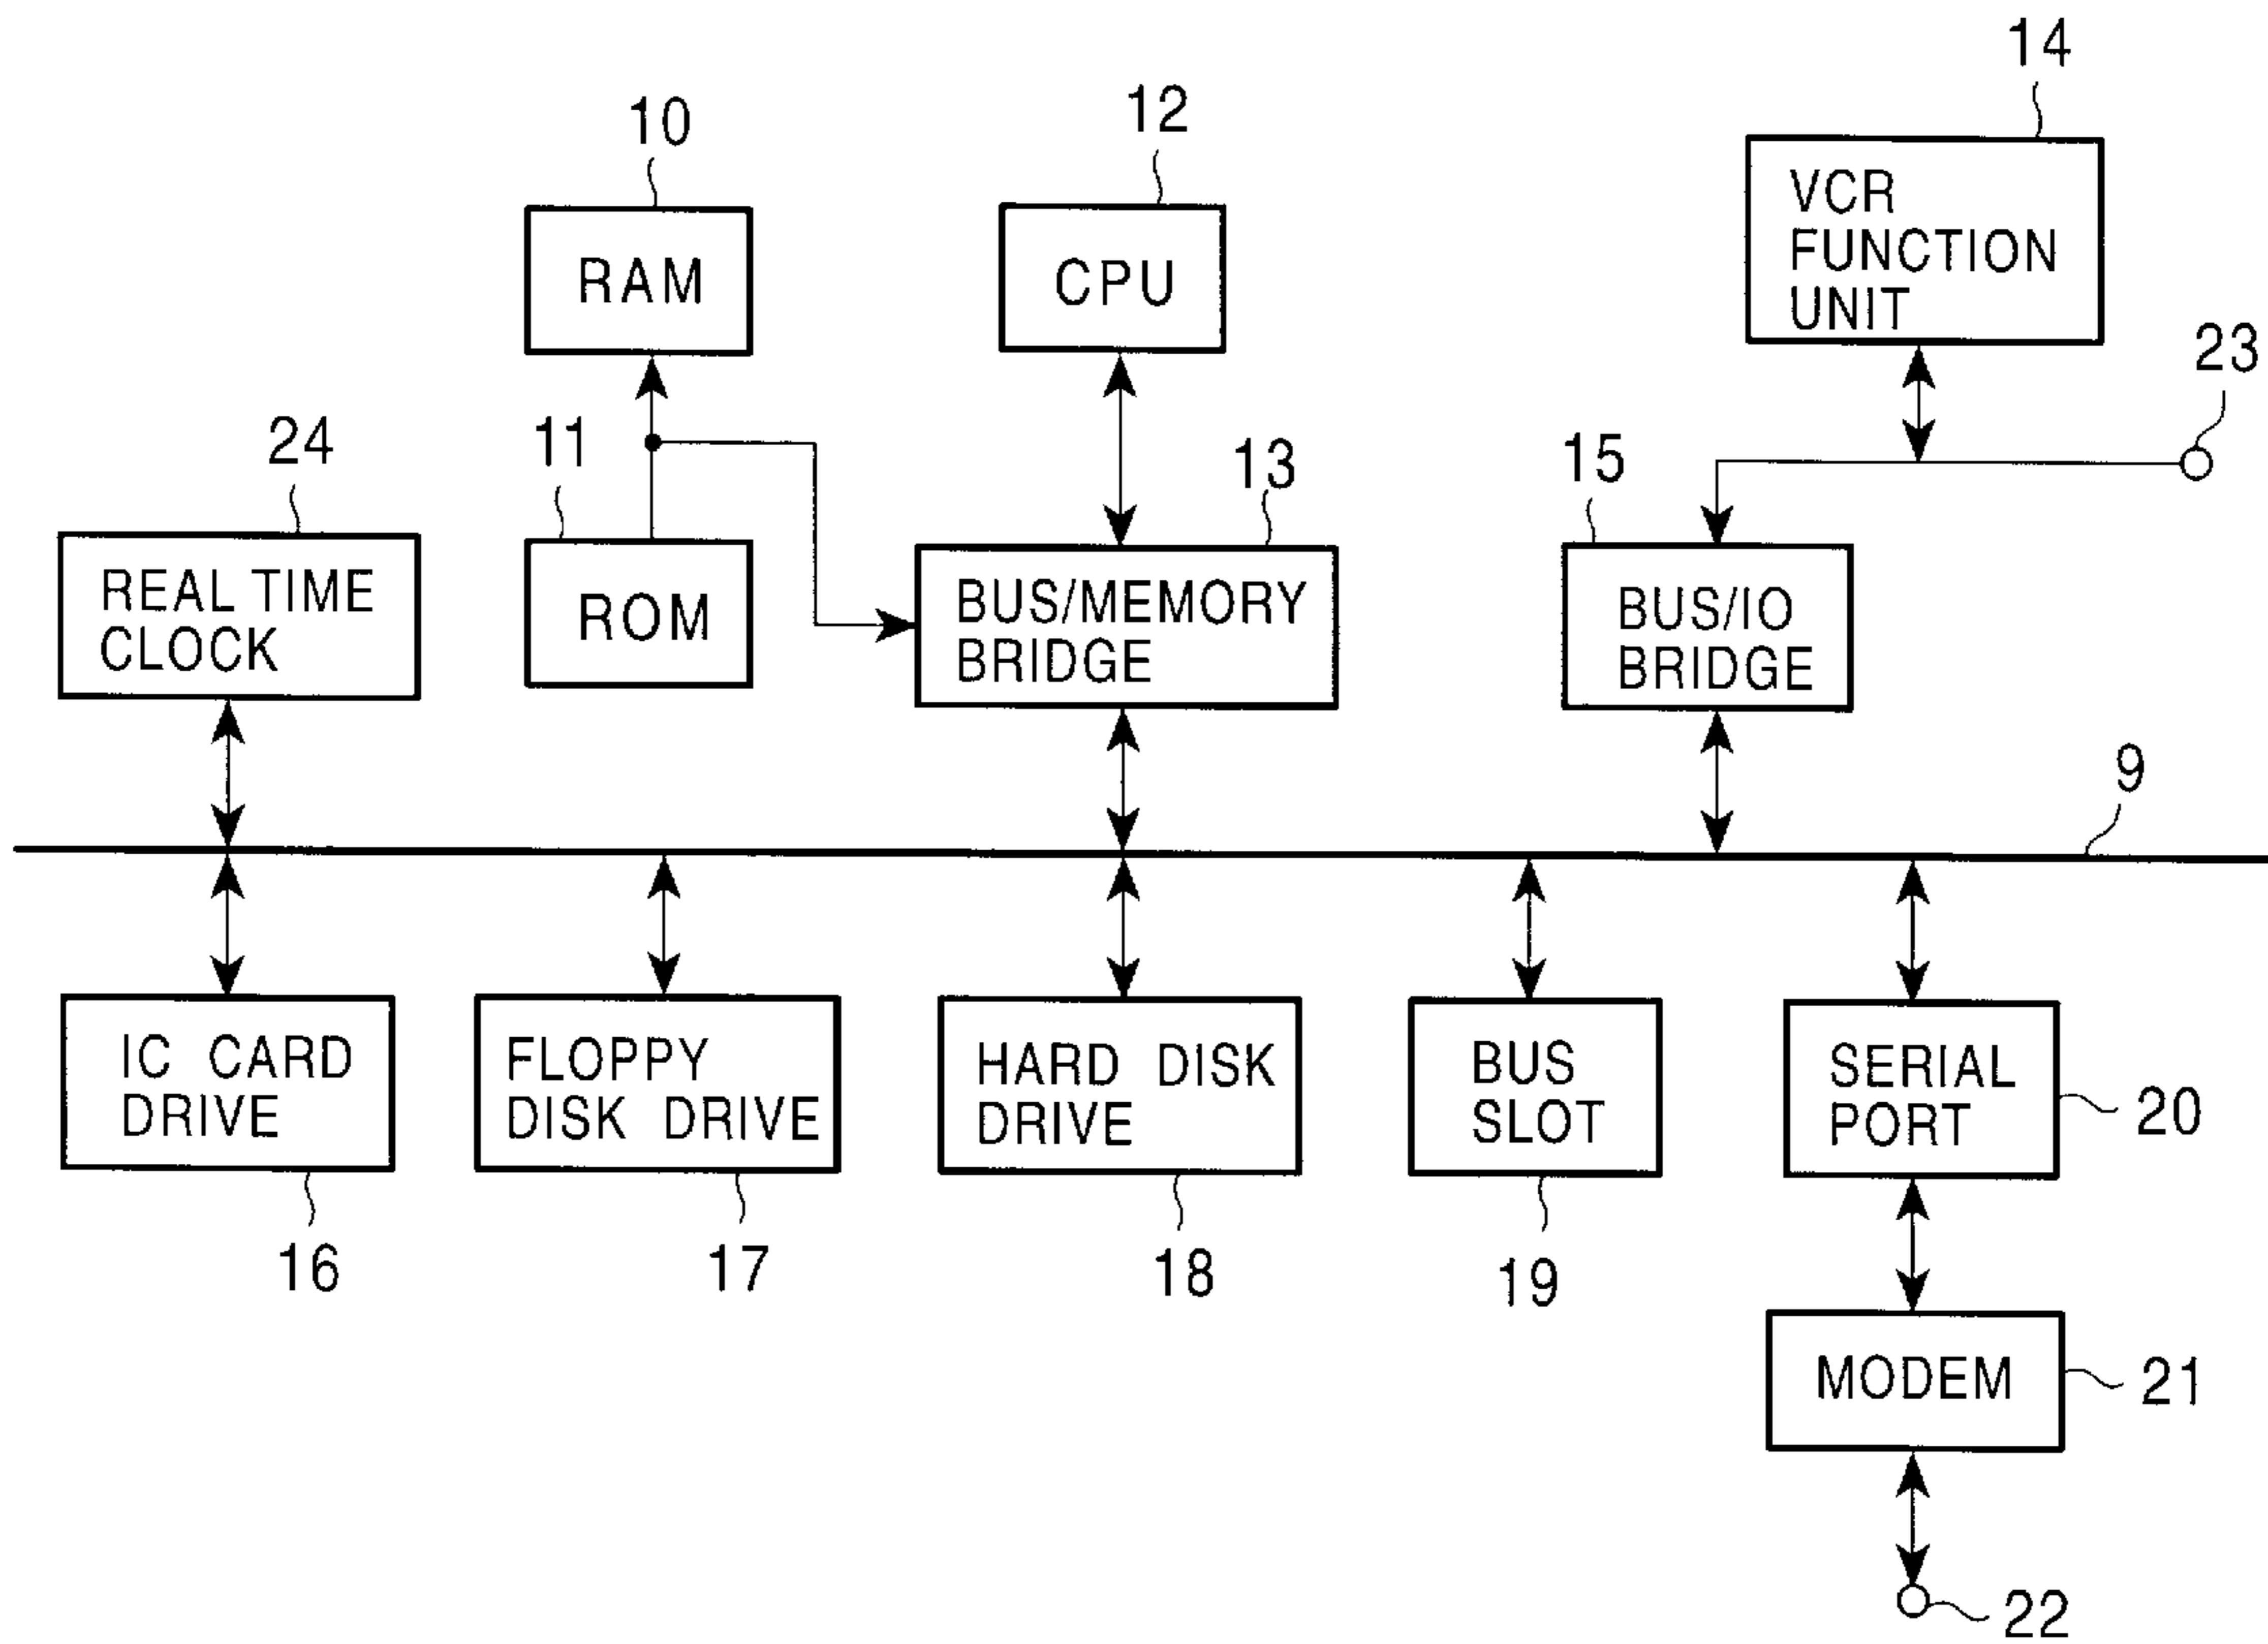 14
10
12
VCR
FUNCTION
UNIT
RAM
CPU
23
24
11
13
15
REAL TIME
CLOCK
ROM
BUS/MEMORY
BRIDGE
BUS/IO
BRIDGE
9
IC CARD
DRIVE
FLOPPY
DISK DRIVE
HARD DISK
DRIVE
BUS
SLOT
SERIAL
PORT
20
16
17
18
19
MODEM
21
22